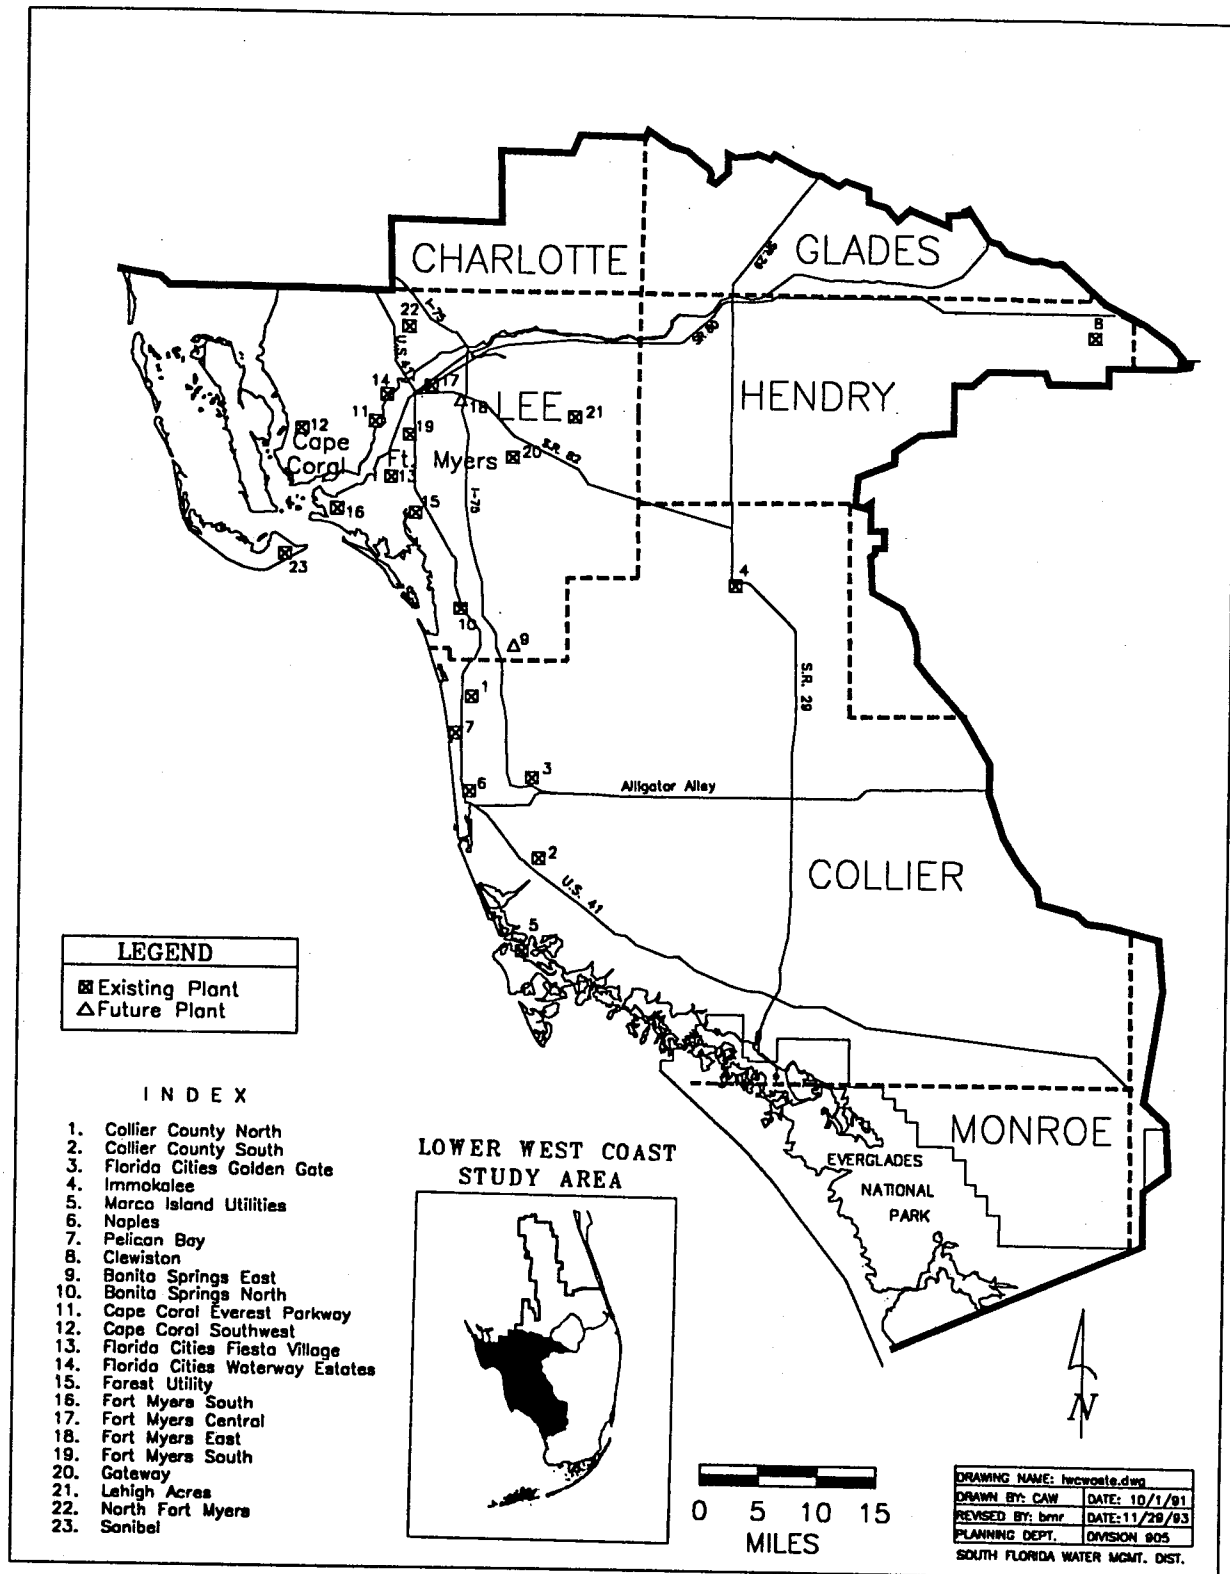 CHARLOTTE
GLADES
SR. 29
I-75
22
U.S. 41
SR 80
8
HENDRY
14
17
18
LEE
21
11
12
Cape
Coral
19
Ft. Myers
20
S.R. 82
13
I-75
16
15
23
4
10
9
S.R. 29
1
7
3
6
Alligator Alley
2
COLLIER
U.S. 41
5
LEGEND
Existing Plant
Future Plant
MONROE
EVERGLADES
NATIONAL
PARK
INDEX
1. Collier County North
2. Collier County South
3. Florida Cities Golden Gate
4. Immokalee
5. Marco Island Utilities
6. Naples
7. Pelican Bay
8. Clewiston
9. Bonita Springs East
10. Bonita Springs North
11. Cape Coral Everest Parkway
12. Cape Coral Southwest
13. Florida Cities Fiesta Village
14. Florida Cities Waterway Estates
15. Forest Utility
16. Fort Myers South
17. Fort Myers Central
18. Fort Myers East
19. Fort Myers South
20. Gateway
21. Lehigh Acres
22. North Fort Myers
23. Sanibel
LOWER WEST COAST
STUDY AREA
N
0 5 10 15
MILES
DRAWING NAME: lwcwaste.dwg
DRAWN BY: CAW DATE: 10/1/91
REVISED BY: bmr DATE: 11/29/93
PLANNING DEPT. DIVISION 905
SOUTH FLORIDA WATER MGMT. DIST.